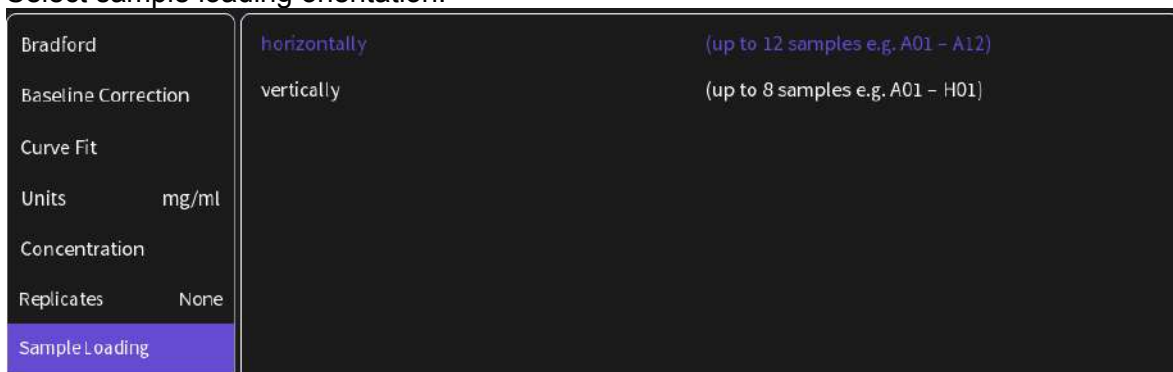 Select sample loading orientation.
Bradford
Baseline Correction
Curve Fit
Units mg/ml
Concentration
Replicates None
Sample Loading
horizontally (up to 12 samples e.g. A01 – A12)
vertically (up to 8 samples e.g. A01 – H01)